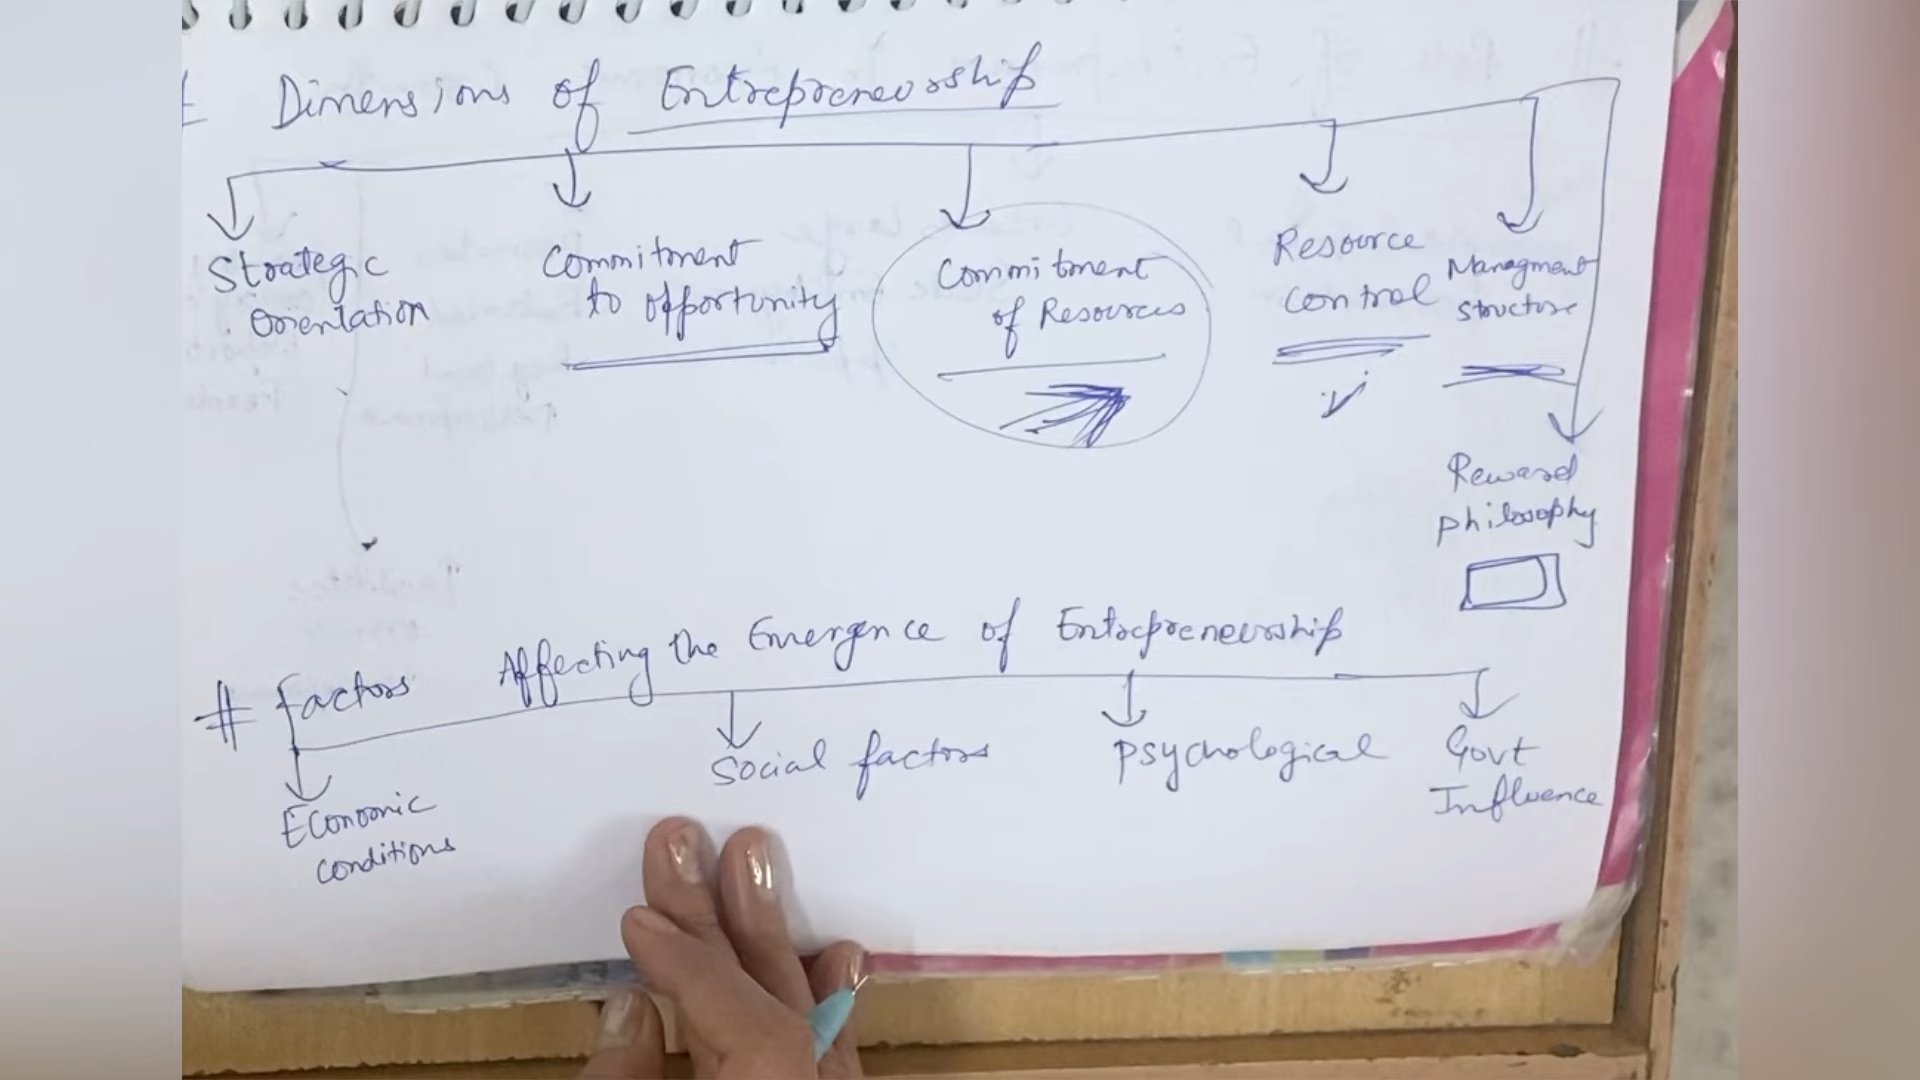 # Dimensions of Entrepreneurship
Strategic
Orientation
Commitment
to opportunity
Commitment
of Resources
Resource
control
Managment
structure
Reward
philosophy
# Factors Affecting the Emergence of Entrepreneurship
Economic
conditions
Social factors
Psychological
Govt
Influence